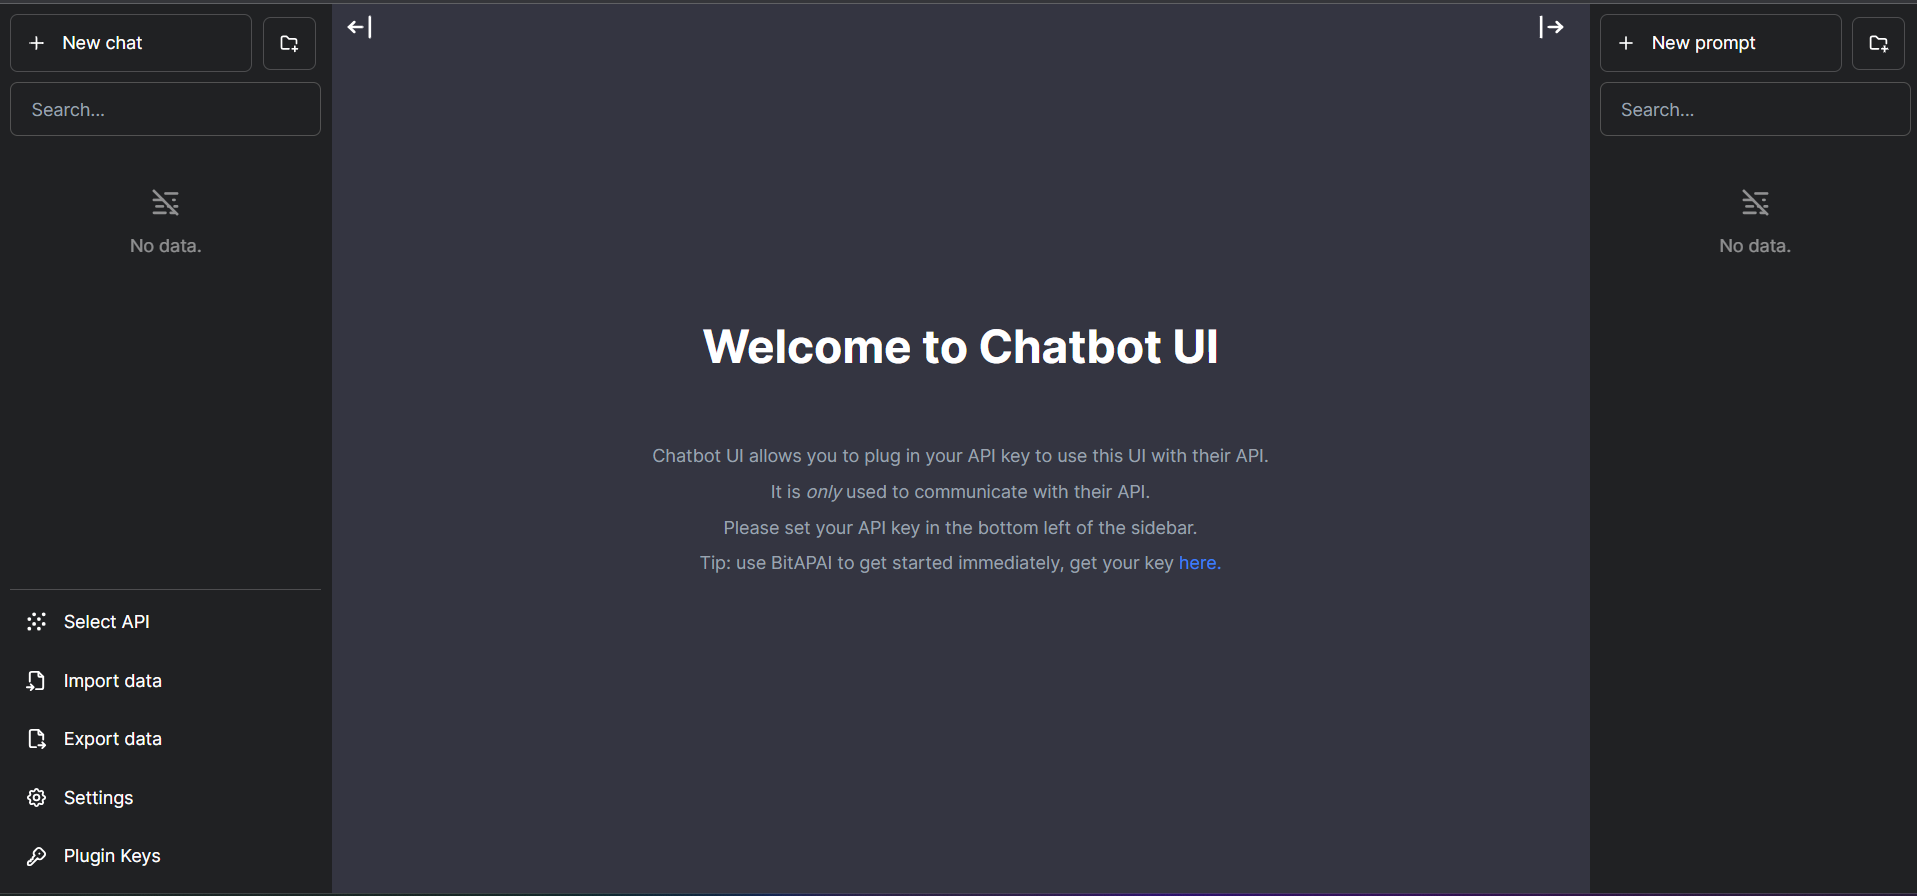 New chat
Search...
No data.
Select API
Import data
Export data
Settings
Plugin Keys
Welcome to Chatbot UI
Chatbot UI allows you to plug in your API key to use this UI with their API.
It is only used to communicate with their API.
Please set your API key in the bottom left of the sidebar.
Tip: use BitAPAI to get started immediately, get your key here.
New prompt
Search...
No data.